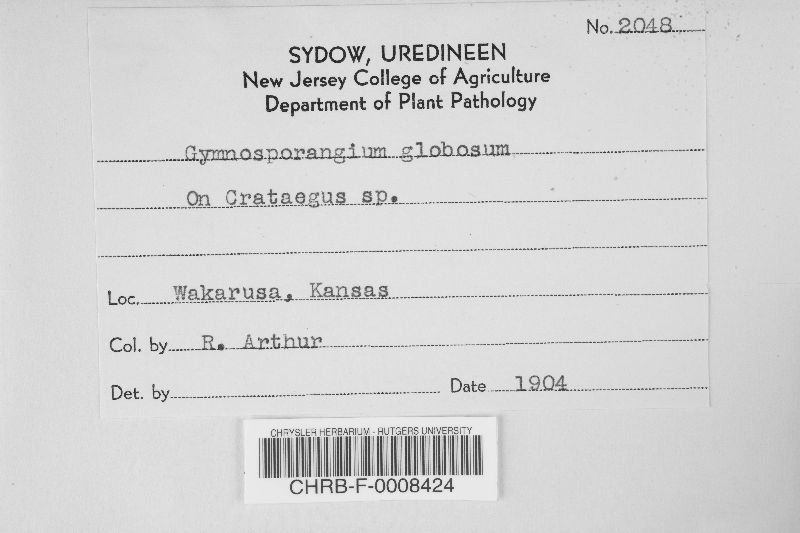 No. 2048
SYDOW, UREDINEEN
New Jersey College of Agriculture
Department of Plant Pathology
Gymnosporangium globosum
On Crataegus sp.
Loc. Wakarusa, Kansas
Col. by R. Arthur
Det. by Date 1904
CHRYSLER HERBARIUM - RUTGERS UNIVERSITY
CHRB-F-0008424